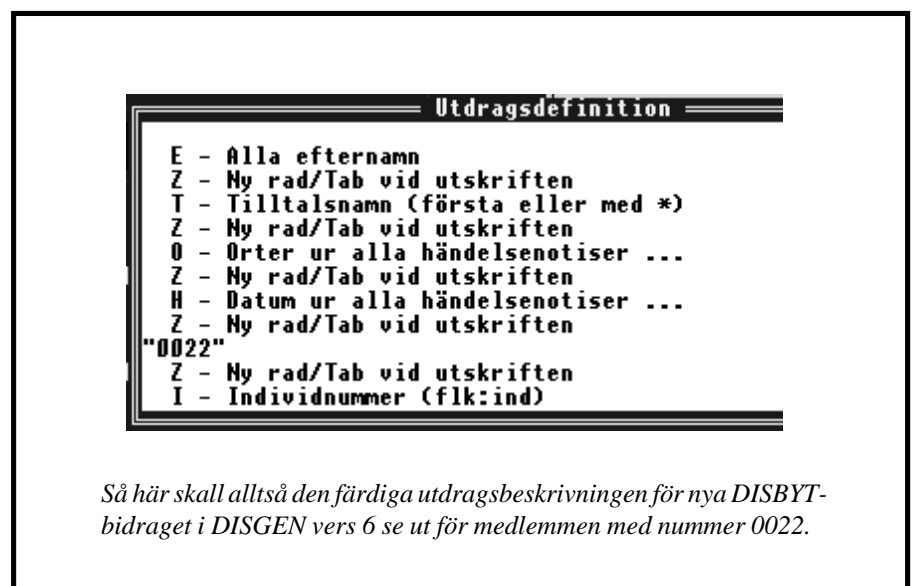 Utdragsdefinition
E - Alla efternamn
Z - Ny rad/Tab vid utskriften
T - Tilltalsnamn (första eller med *)
Z - Ny rad/Tab vid utskriften
O - Orter ur alla händelsenotiser ...
Z - Ny rad/Tab vid utskriften
H - Datum ur alla händelsenotiser ...
Z - Ny rad/Tab vid utskriften
"0022"
Z - Ny rad/Tab vid utskriften
I - Individnummer (flk:ind)
Så här skall alltså den färdiga utdragsbeskrivningen för nya DISBYT-
bidraget i DISGEN vers 6 se ut för medlemmen med nummer 0022.